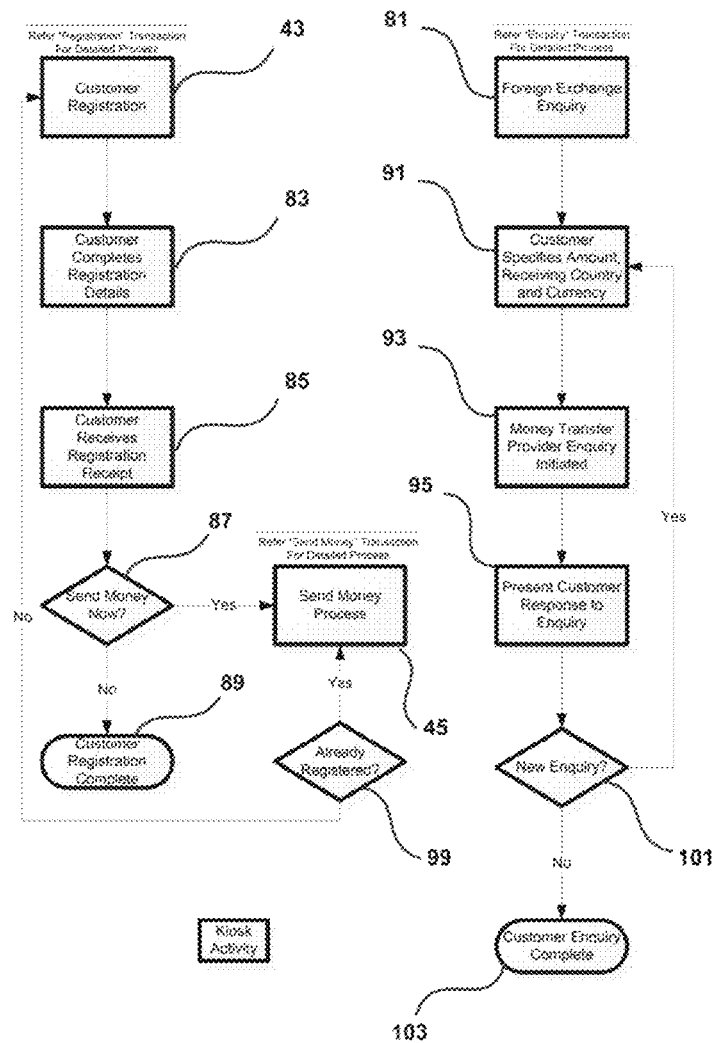 Refer "Registration" Transaction
For Detailed Process
43
Customer
Registration
83
Customer
Completes
Registration
Details
85
Customer
Receives
Registration
Receipt
87
Send Money
Now?
Yes
No
89
Customer
Registration
Complete
No
Refer "Send Money" Transaction
For Detailed Process
Send Money
Process
45
Yes
Already
Registered?
99
Kiosk
Activity
81
Refer "Enquiry" Transaction
For Detailed Process
Foreign Exchange
Enquiry
91
Customer
Specifies Amount,
Receiving Country
and Currency
93
Money Transfer
Provider Enquiry
Initiated
95
Present Customer
Response to
Enquiry
Yes
New Enquiry?
101
No
Customer Enquiry
Complete
103